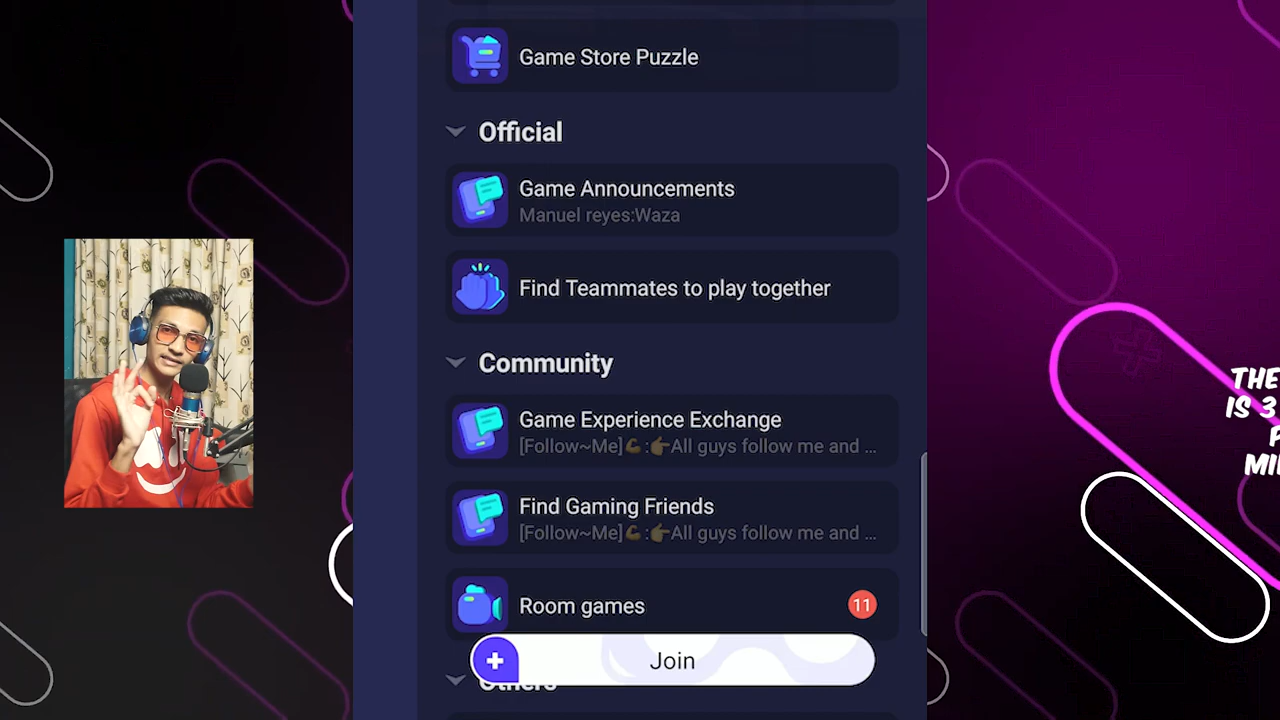 Game Store Puzzle
Official
Game Announcements
Manuel reyes:Waza
Find Teammates to play together
Community
Game Experience Exchange
[Follow~Me]💪:👉All guys follow me and ...
Find Gaming Friends
[Follow~Me]💪:👉All guys follow me and ...
Room games
11
Join
Others
THE
IS 3